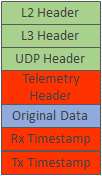 L2 Header
L3 Header
UDP Header
Telemetry
Header
Original Data
Rx Timestamp
Tx Timestamp